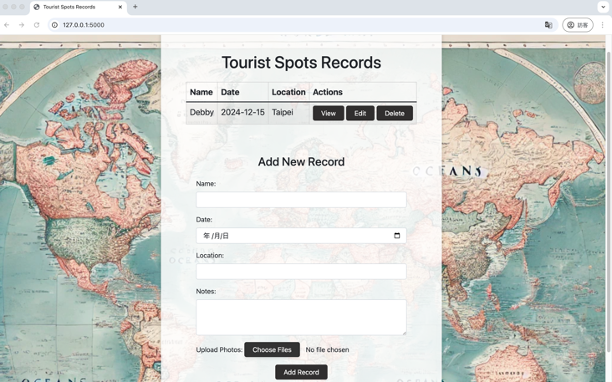 Tourist Spots Records
127.0.0.1:5000
訪客
Tourist Spots Records
Name Date Location Actions
Debby 2024-12-15 Taipei View Edit Delete
Add New Record
OCEANS
Name:
Date:
年 /月/日
Location:
Notes:
Upload Photos: Choose Files No file chosen
Add Record
OCEANS